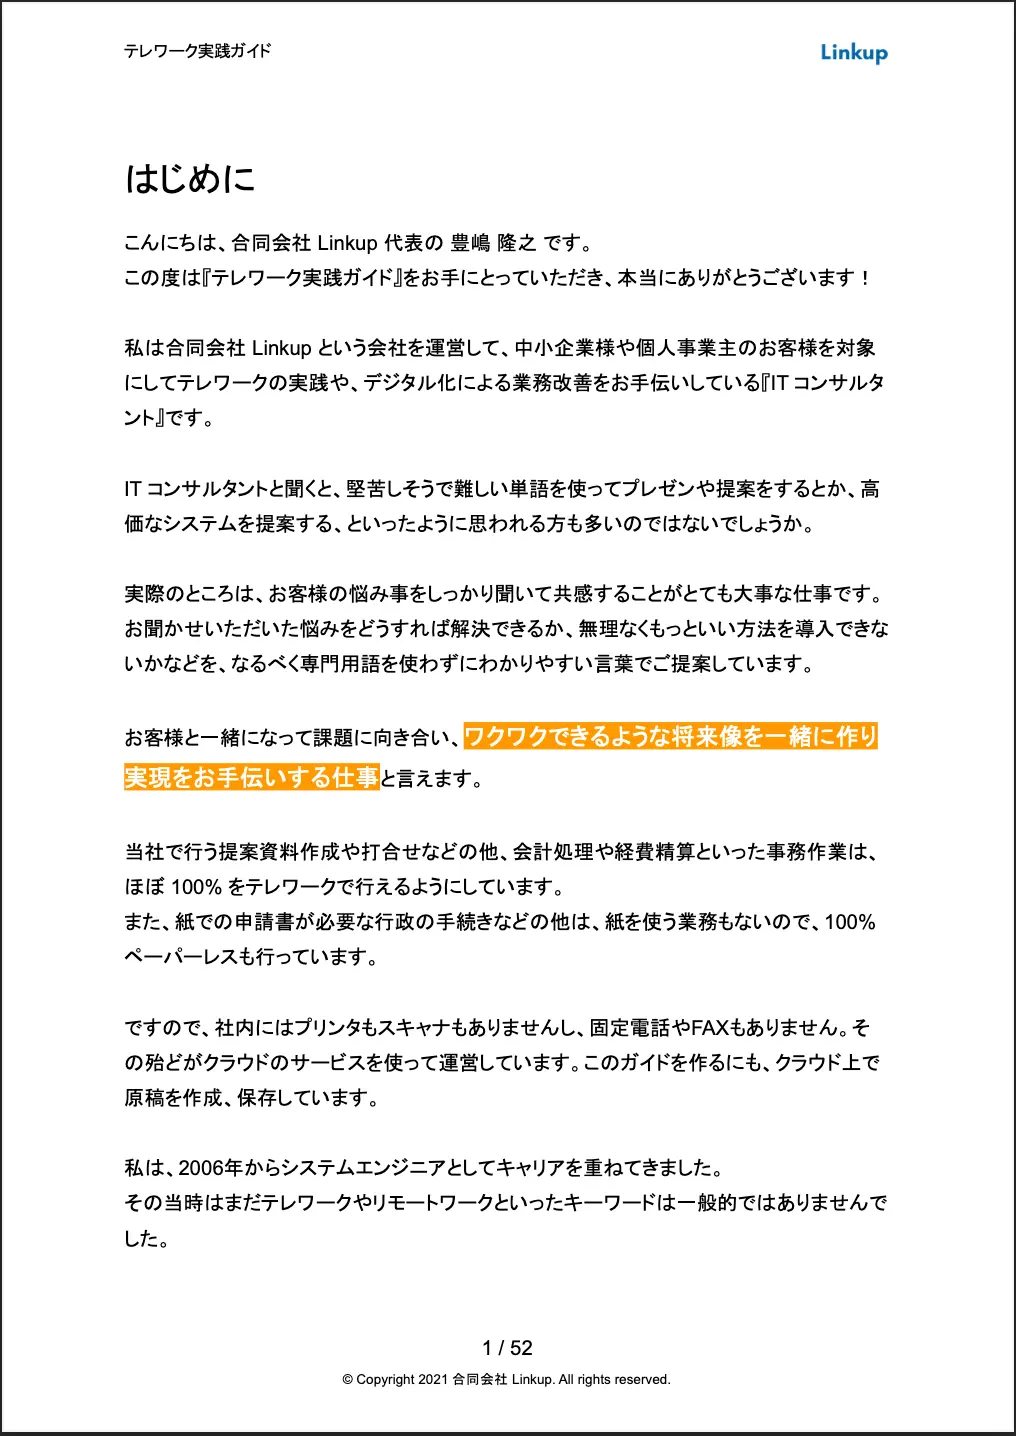 テレワーク実践ガイド
Linkup
はじめに
こんにちは、合同会社 Linkup 代表の 豊嶋 隆之 です。
この度は『テレワーク実践ガイド』をお手にとっていただき、本当にありがとうございます！
私は合同会社 Linkup という会社を運営して、中小企業様や個人事業主のお客様を対象
にしてテレワークの実践や、デジタル化による業務改善をお手伝いしている『IT コンサルタ
ント』です。
IT コンサルタントと聞くと、堅苦しそうで難しい単語を使ってプレゼンや提案をするとか、高
価なシステムを提案する、といったように思われる方も多いのではないでしょうか。
実際のところは、お客様の悩み事をしっかり聞いて共感することがとても大事な仕事です。
お聞かせいただいた悩みをどうすれば解決できるか、無理なくもっといい方法を導入できな
いかなどを、なるべく専門用語を使わずにわかりやすい言葉でご提案しています。
お客様と一緒になって課題に向き合い、ワクワクできるような将来像を一緒に作り
実現をお手伝いする仕事と言えます。
当社で行う提案資料作成や打合せなどの他、会計処理や経費精算といった事務作業は、
ほぼ 100% をテレワークで行えるようにしています。
また、紙での申請書が必要な行政の手続きなどの他は、紙を使う業務もないので、100%
ペーパーレスも行っています。
ですので、社内にはプリンタもスキャナもありませんし、固定電話やFAXもありません。そ
の殆どがクラウドのサービスを使って運営しています。このガイドを作るにも、クラウド上で
原稿を作成、保存しています。
私は、2006年からシステムエンジニアとしてキャリアを重ねてきました。
その当時はまだテレワークやリモートワークといったキーワードは一般的ではありませんで
した。
1 / 52
© Copyright 2021 合同会社 Linkup. All rights reserved.